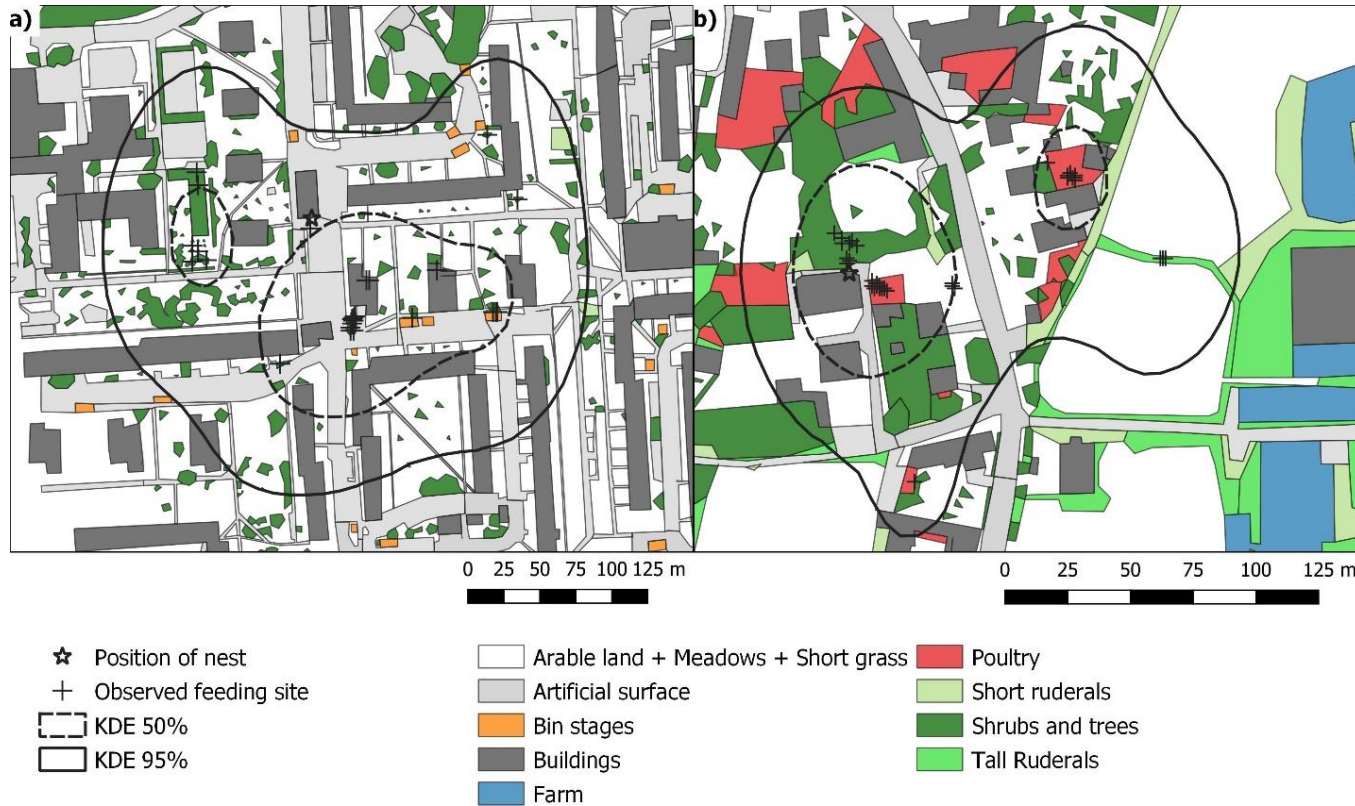 a)
b)
0 25 50 75 100 125 m
0 25 50 75 100 125 m
Position of nest
Observed feeding site
KDE 50%
KDE 95%
Arable land + Meadows + Short grass
Artificial surface
Bin stages
Buildings
Farm
Poultry
Short ruderals
Shrubs and trees
Tall Ruderals